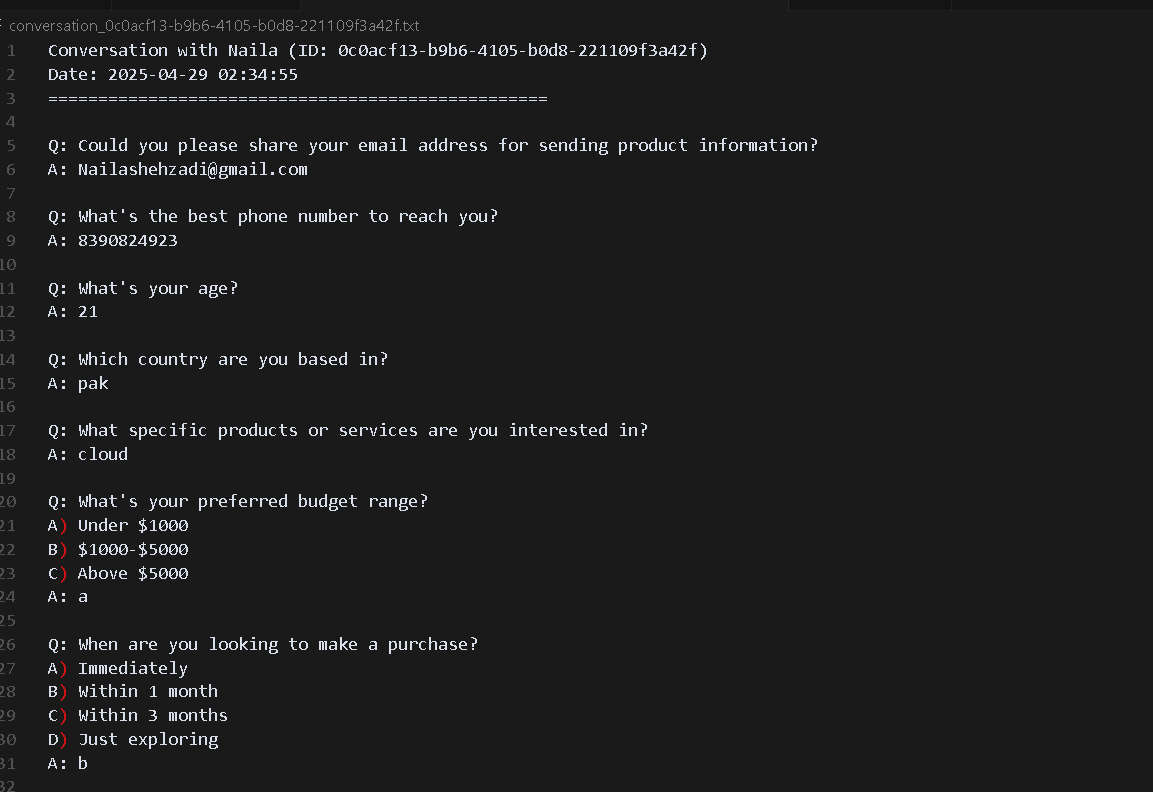 conversation_0c0acf13-b9b6-4105-b0d8-221109f3a42f.txt
1 Conversation with Naila (ID: 0c0acf13-b9b6-4105-b0d8-221109f3a42f)
2 Date: 2025-04-29 02:34:55
3 ==================================================
4
5 Q: Could you please share your email address for sending product information?
6 A: Nailashehzadi@gmail.com
7
8 Q: What's the best phone number to reach you?
9 A: 8390824923
10
11 Q: What's your age?
12 A: 21
13
14 Q: Which country are you based in?
15 A: pak
16
17 Q: What specific products or services are you interested in?
18 A: cloud
19
20 Q: What's your preferred budget range?
21 A) Under $1000
22 B) $1000-$5000
23 C) Above $5000
24 A: a
25
26 Q: When are you looking to make a purchase?
27 A) Immediately
28 B) Within 1 month
29 C) Within 3 months
30 D) Just exploring
31 A: b
32